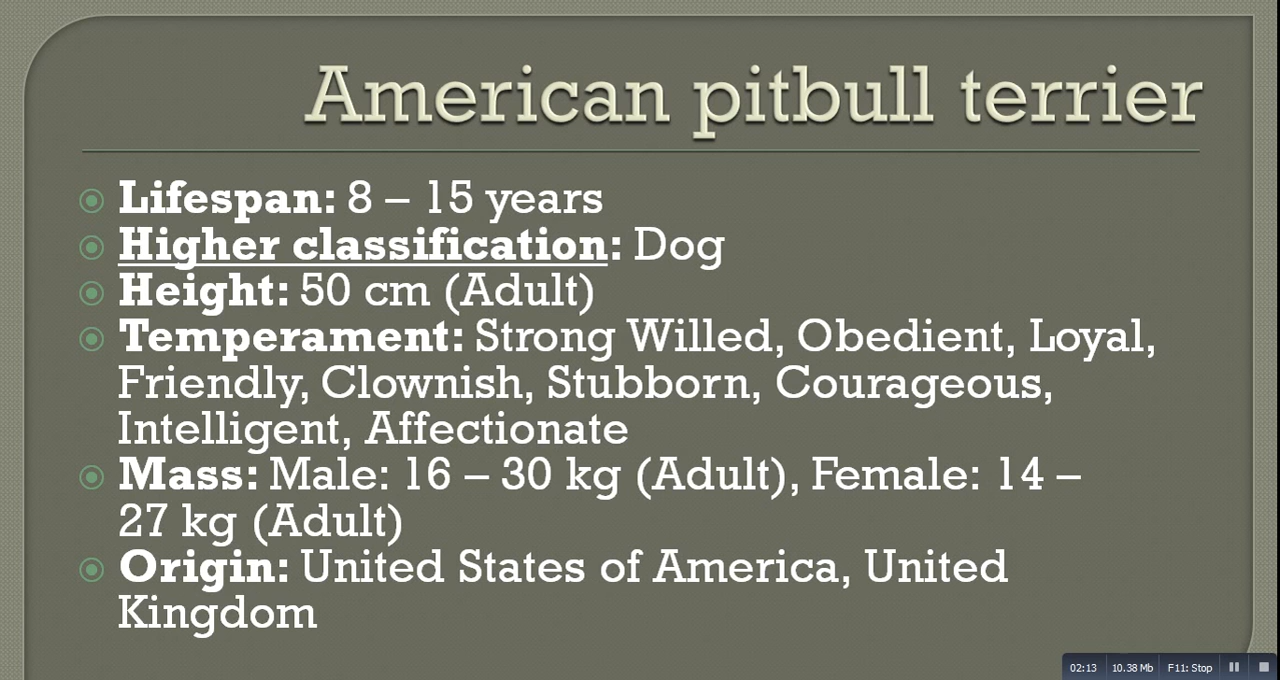 American pitbull terrier
Lifespan: 8 – 15 years
Higher classification: Dog
Height: 50 cm (Adult)
Temperament: Strong Willed, Obedient, Loyal,
Friendly, Clownish, Stubborn, Courageous,
Intelligent, Affectionate
Mass: Male: 16 – 30 kg (Adult), Female: 14 –
27 kg (Adult)
Origin: United States of America, United
Kingdom
02:13 10.38 Mb F11: Stop